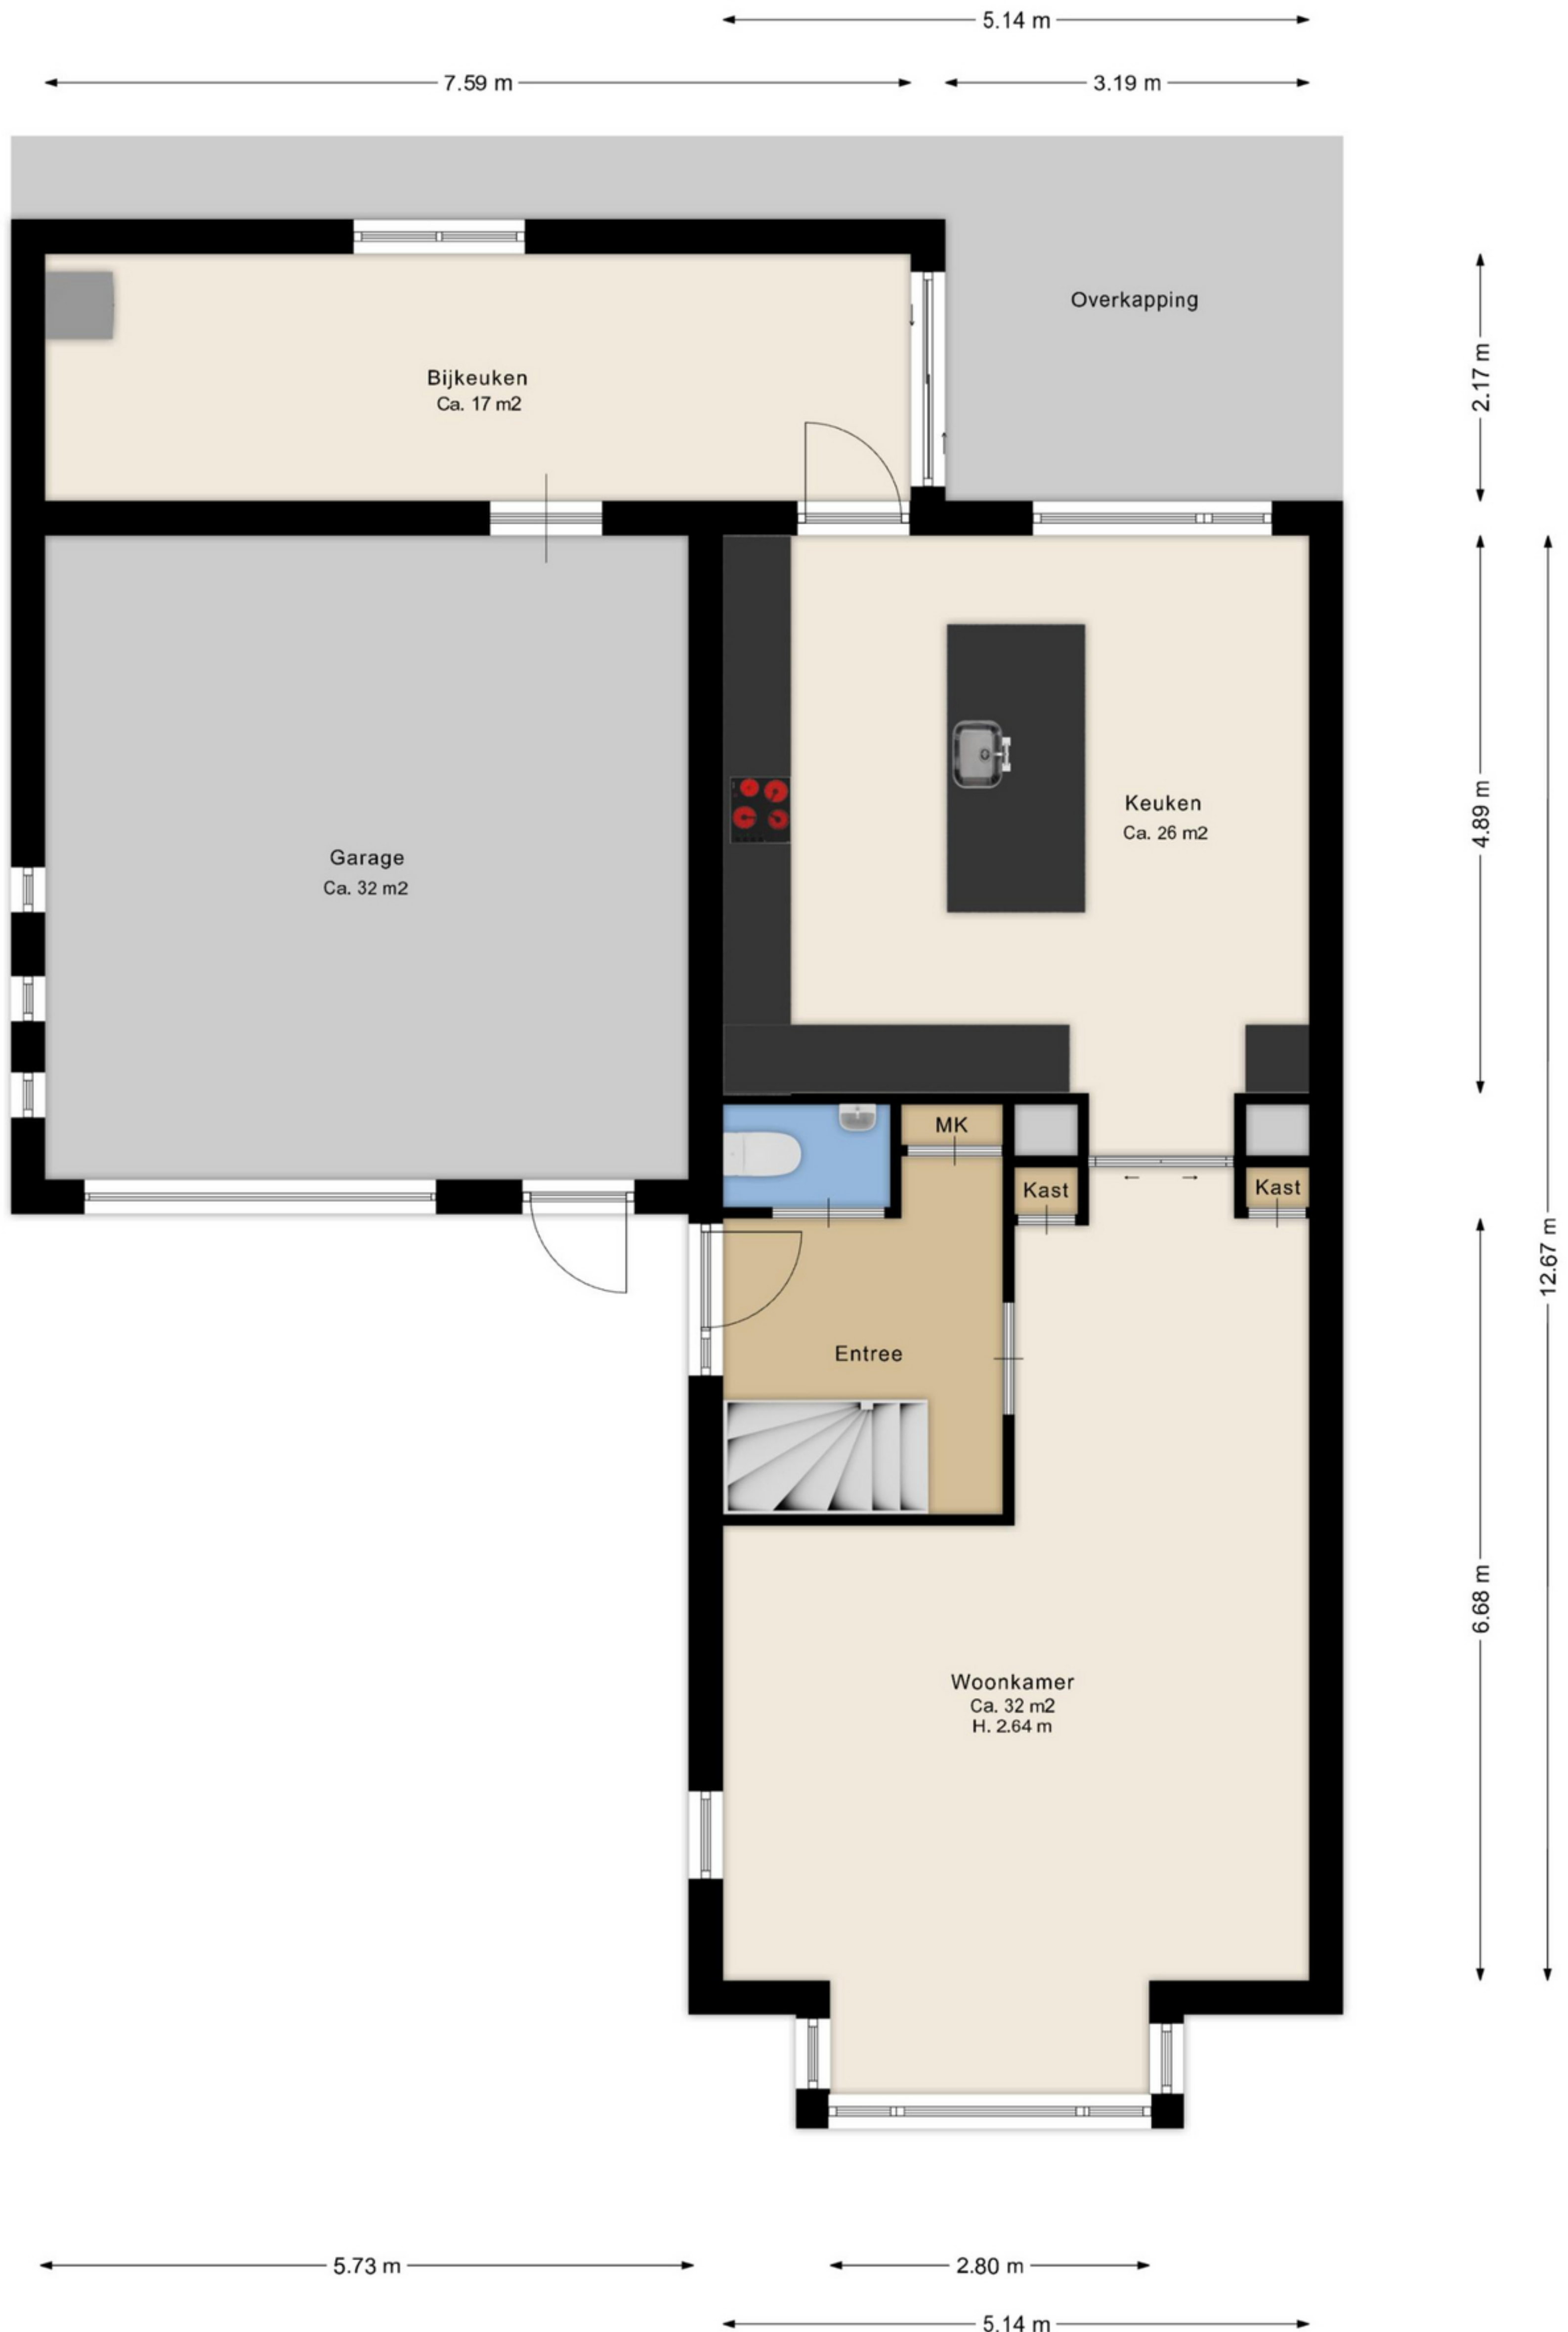 5.14 m
7.59 m
3.19 m
Overkapping
2.17 m
Bijkeuken
Ca. 17 m2
Keuken
Ca. 26 m2
4.89 m
Garage
Ca. 32 m2
MK
Kast
Kast
12.67 m
Entree
6.68 m
Woonkamer
Ca. 32 m2
H. 2.64 m
5.73 m
2.80 m
5.14 m